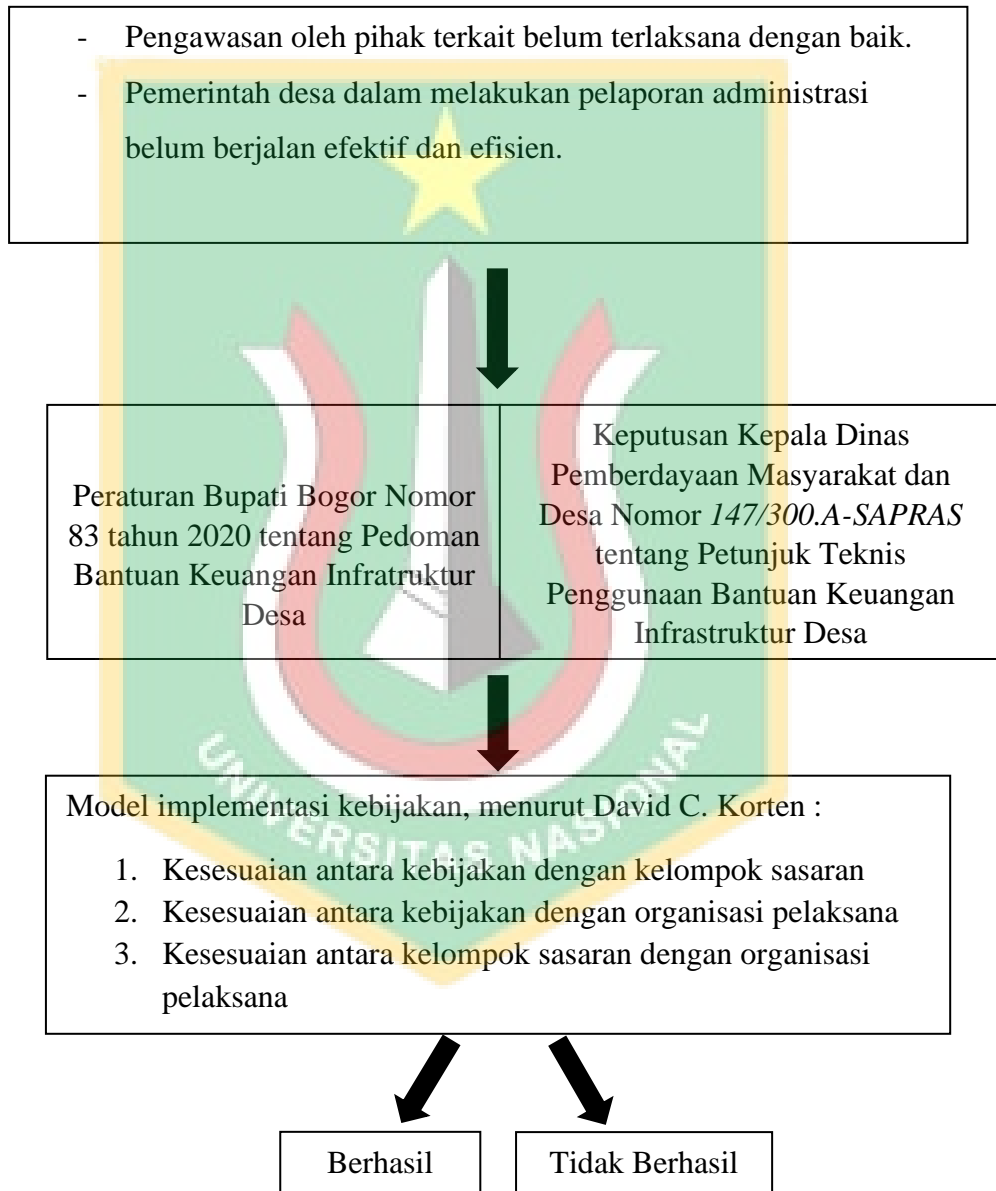 - Pengawasan oleh pihak terkait belum terlaksana dengan baik.
- Pemerintah desa dalam melakukan pelaporan administrasi
belum berjalan efektif dan efisien.
Peraturan Bupati Bogor Nomor
83 tahun 2020 tentang Pedoman
Bantuan Keuangan Infratruktur
Desa
Keputusan Kepala Dinas
Pemberdayaan Masyarakat dan
Desa Nomor 147/300.A-SAPRAS
tentang Petunjuk Teknis
Penggunaan Bantuan Keuangan
Infrastruktur Desa
UNIVERSITAS NASIONAL
Model implementasi kebijakan, menurut David C. Korten :
1. Kesesuaian antara kebijakan dengan kelompok sasaran
2. Kesesuaian antara kebijakan dengan organisasi pelaksana
3. Kesesuaian antara kelompok sasaran dengan organisasi
pelaksana
Berhasil
Tidak Berhasil